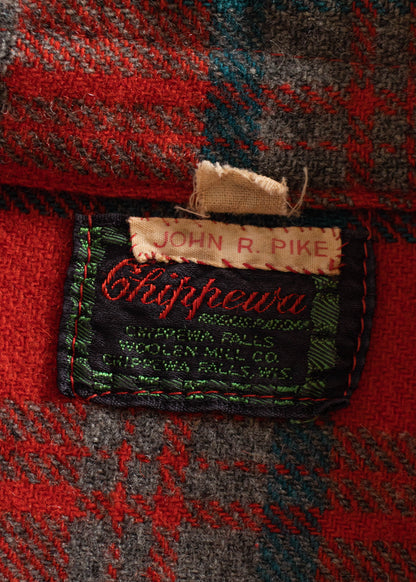 JOHN R. PIKE
Chippewa
CHIPPEWA FALLS
WOOLEN MILL CO.
CHIPPEWA FALLS, WIS.